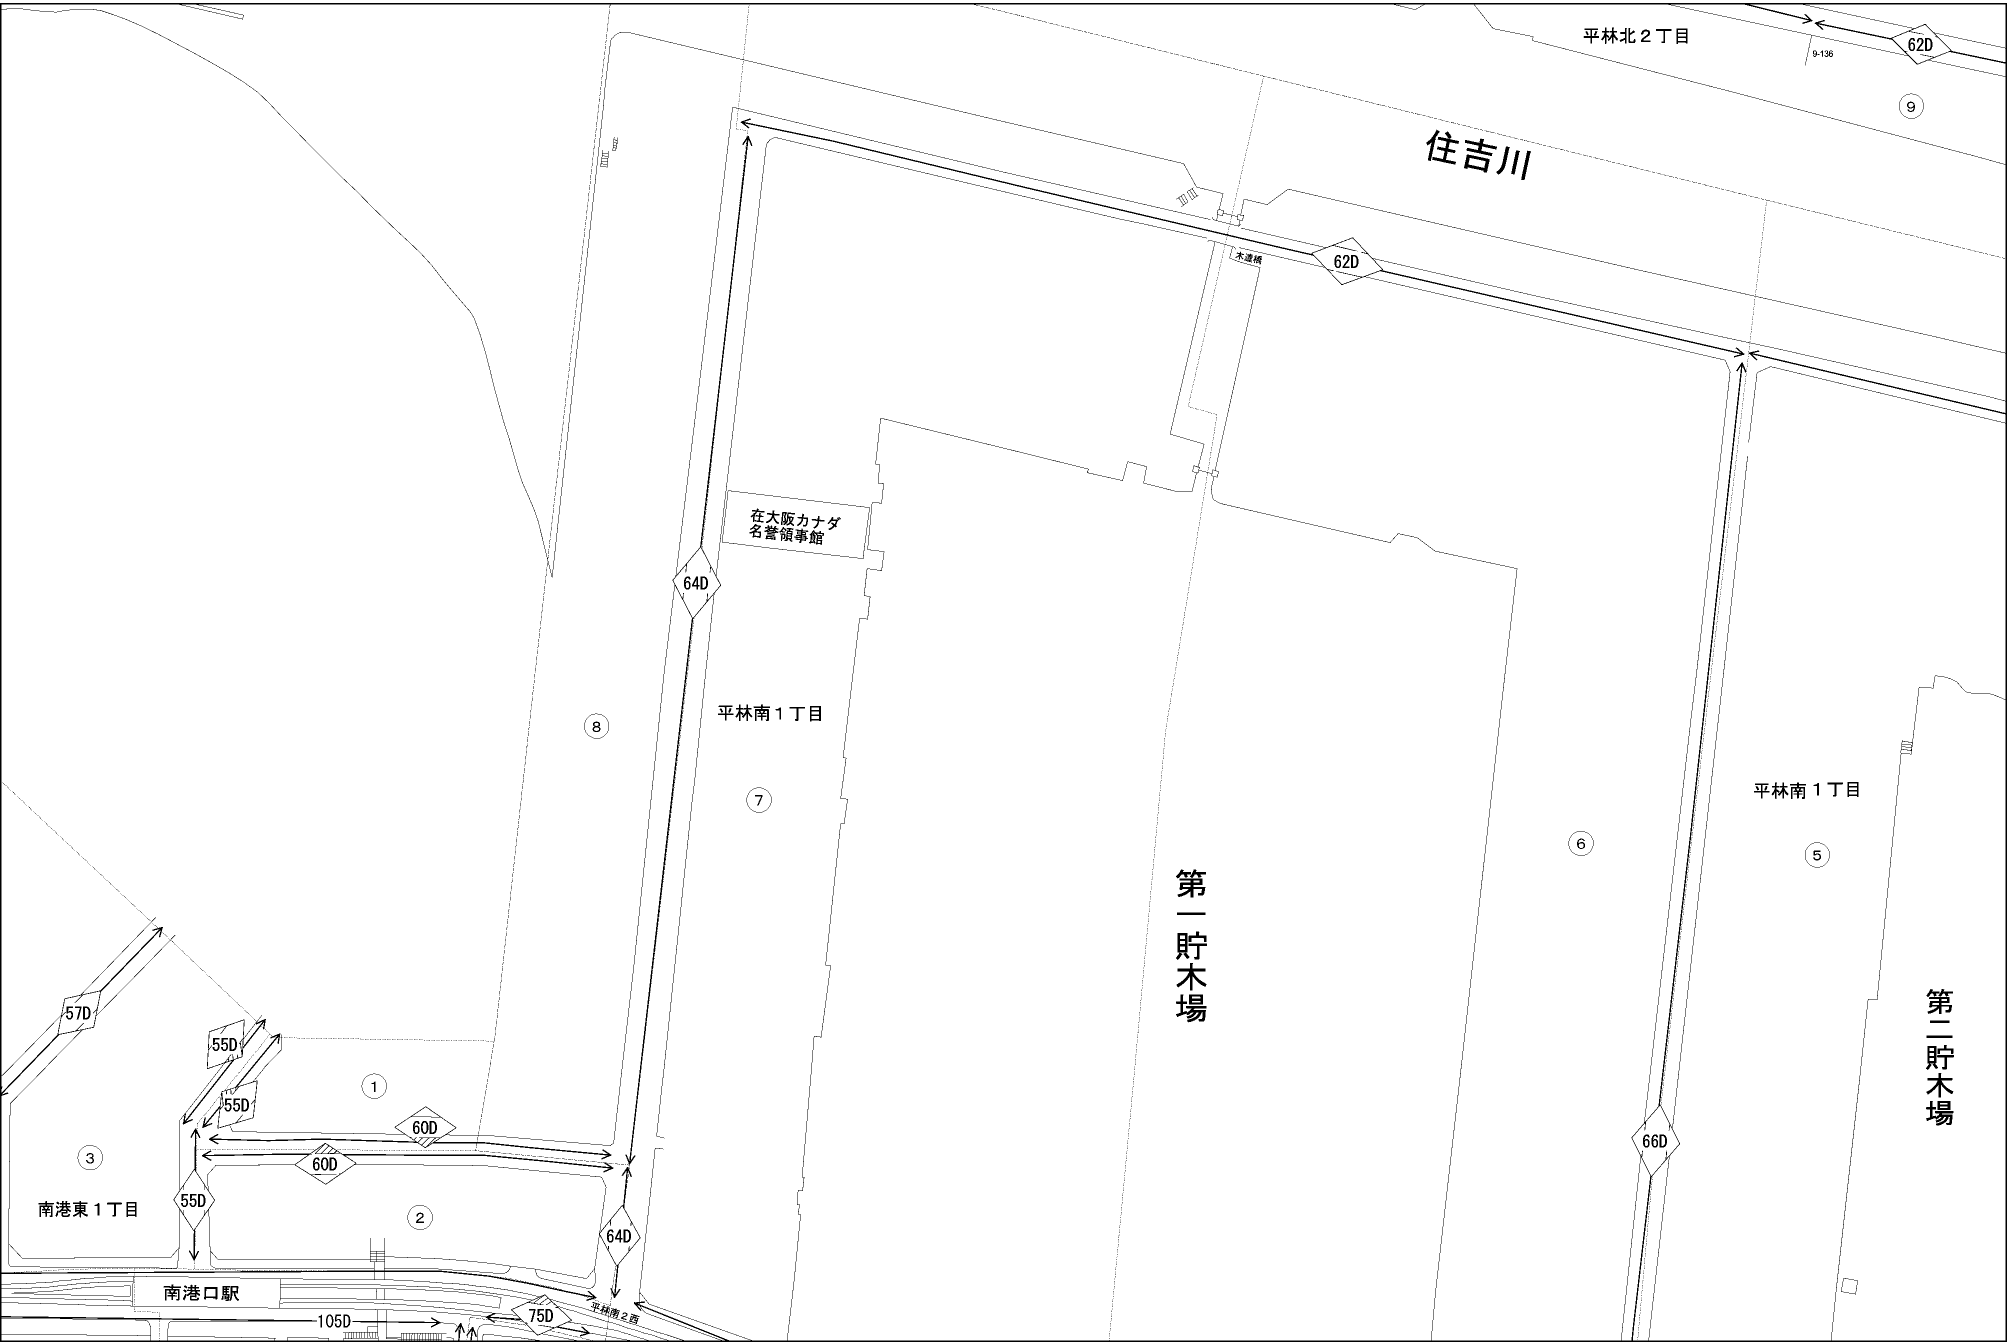 平林北２丁目
62D
9-136
⑨
住吉川
木遣橋
62D
在大阪カナダ
名誉領事館
64D
平林南１丁目
⑧
⑦
平林南１丁目
⑥
⑤
第一貯木場
第二貯木場
57D
55D
55D
①
60D
60D
③
55D
南港東１丁目
②
64D
66D
南港口駅
105D
75D
平林南２西